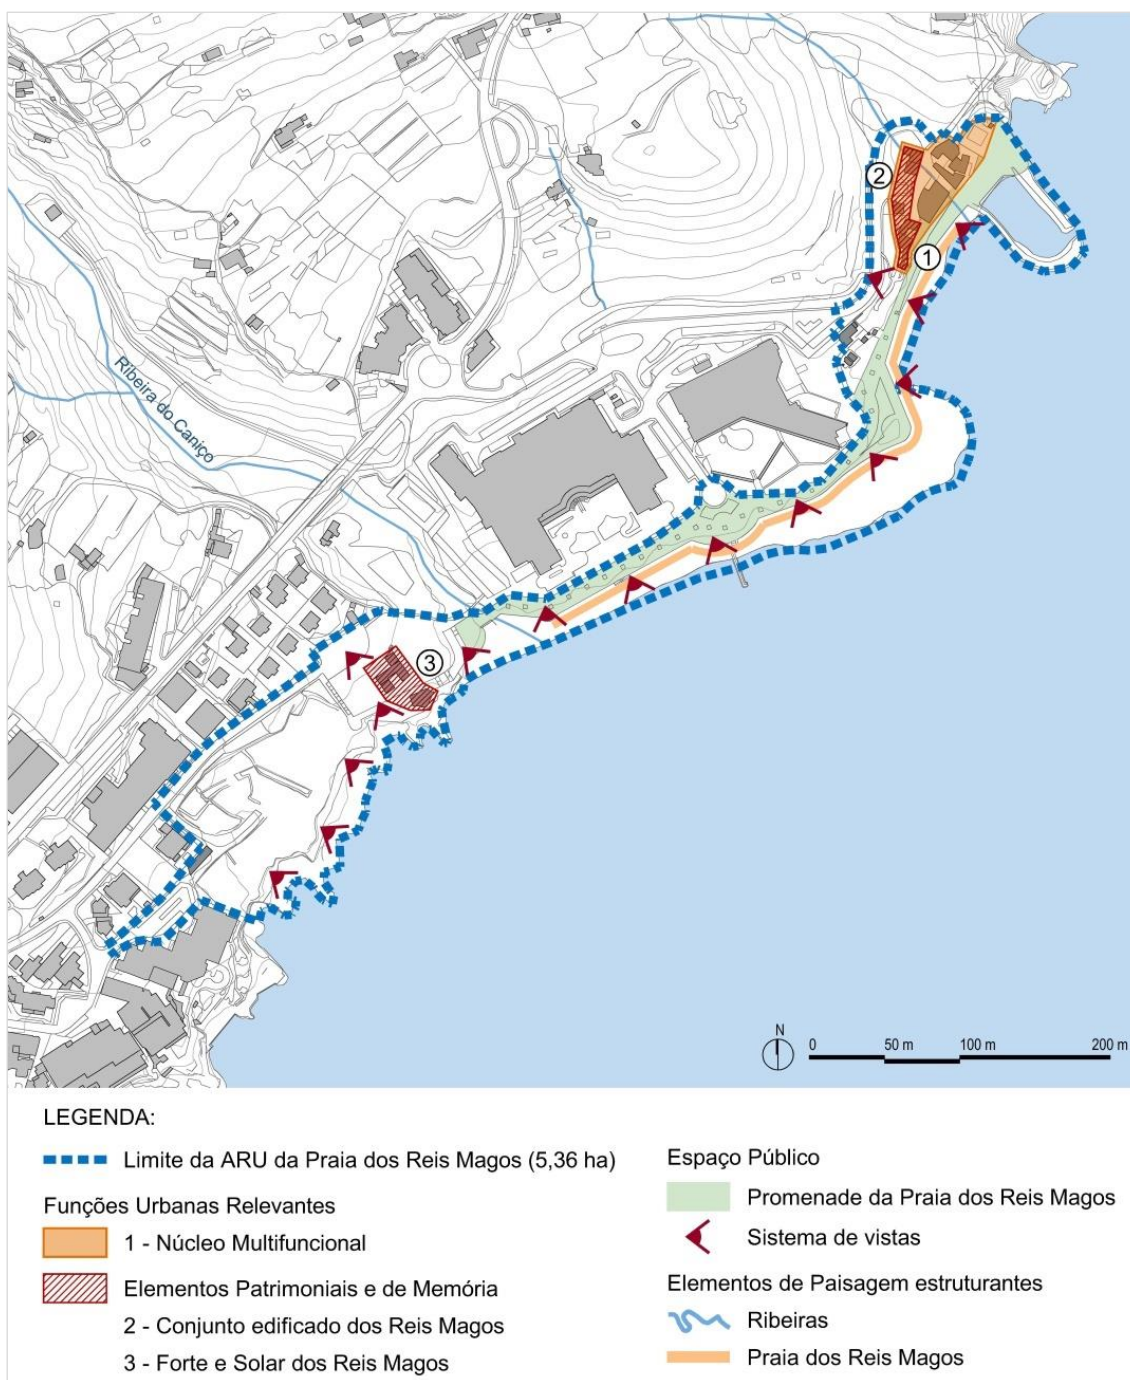 2
1
Ribeira do Caniço
3
N
0 50 m 100 m 200 m
LEGENDA:
Limite da ARU da Praia dos Reis Magos (5,36 ha)
Funções Urbanas Relevantes
1 - Núcleo Multifuncional
Elementos Patrimoniais e de Memória
2 - Conjunto edificado dos Reis Magos
3 - Forte e Solar dos Reis Magos
Espaço Público
Promenade da Praia dos Reis Magos
Sistema de vistas
Elementos de Paisagem estruturantes
Ribeiras
Praia dos Reis Magos